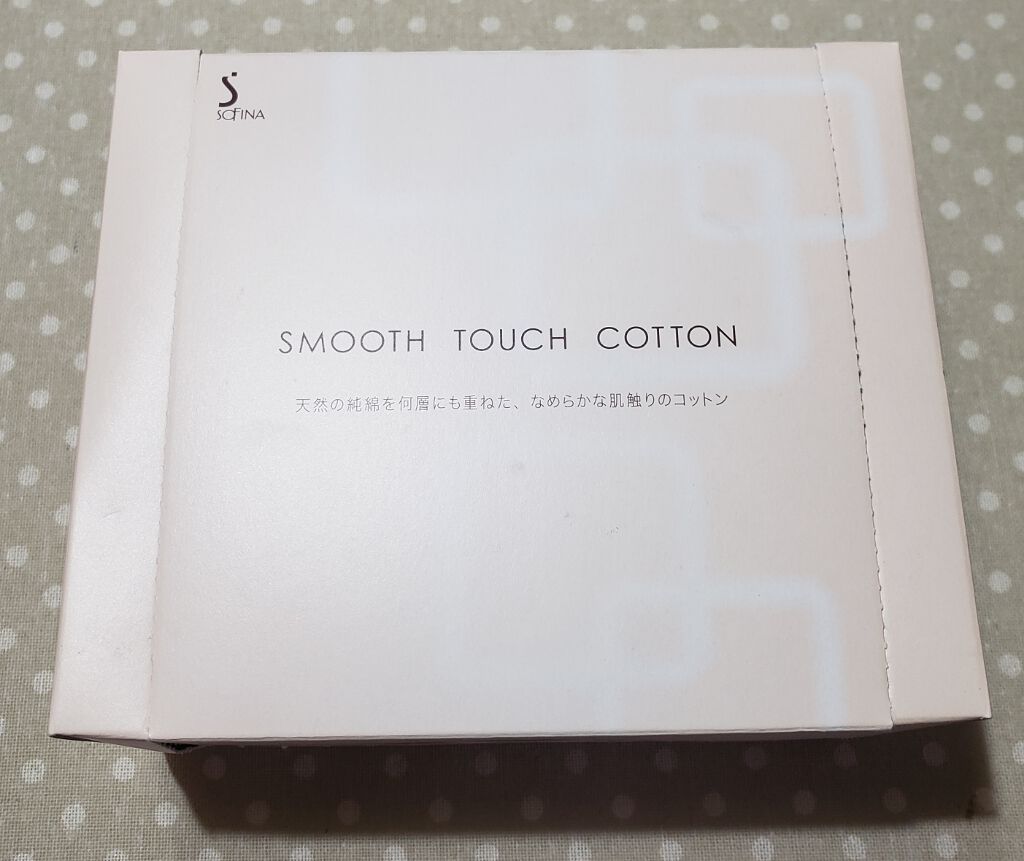 SOFINA
SMOOTH TOUCH COTTON
天然の純綿を何層にも重ねた、なめらかな肌触りのコットン